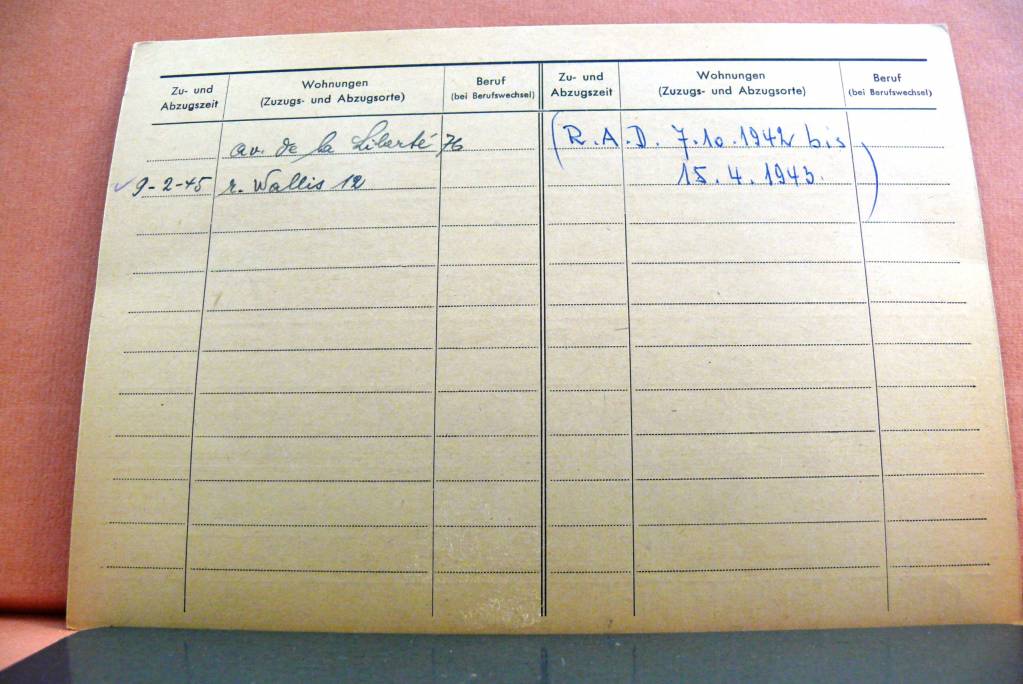 Zu- und Abzugszeit
Wohnungen
(Zuzugs- und Abzugsorte)
Beruf
(bei Berufswechsel)
Zu- und Abzugszeit
Wohnungen
(Zuzugs- und Abzugsorte)
Beruf
(bei Berufswechsel)
av. de la Liberté 76
✓ 9-2-45 r. Wallis 12
(R.A.D. 7.10.1942 bis
15.4.1943.)